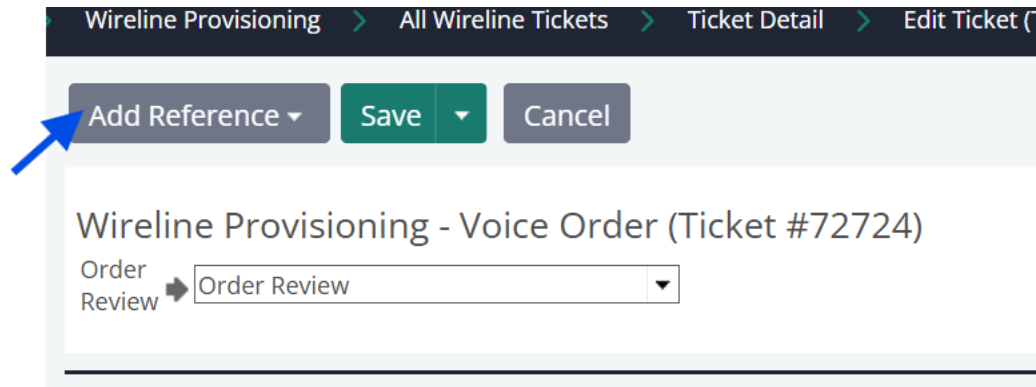 Wireline Provisioning > All Wireline Tickets > Ticket Detail > Edit Ticket (
Add Reference Save Cancel
Wireline Provisioning - Voice Order (Ticket #72724)
Order
Review Order Review